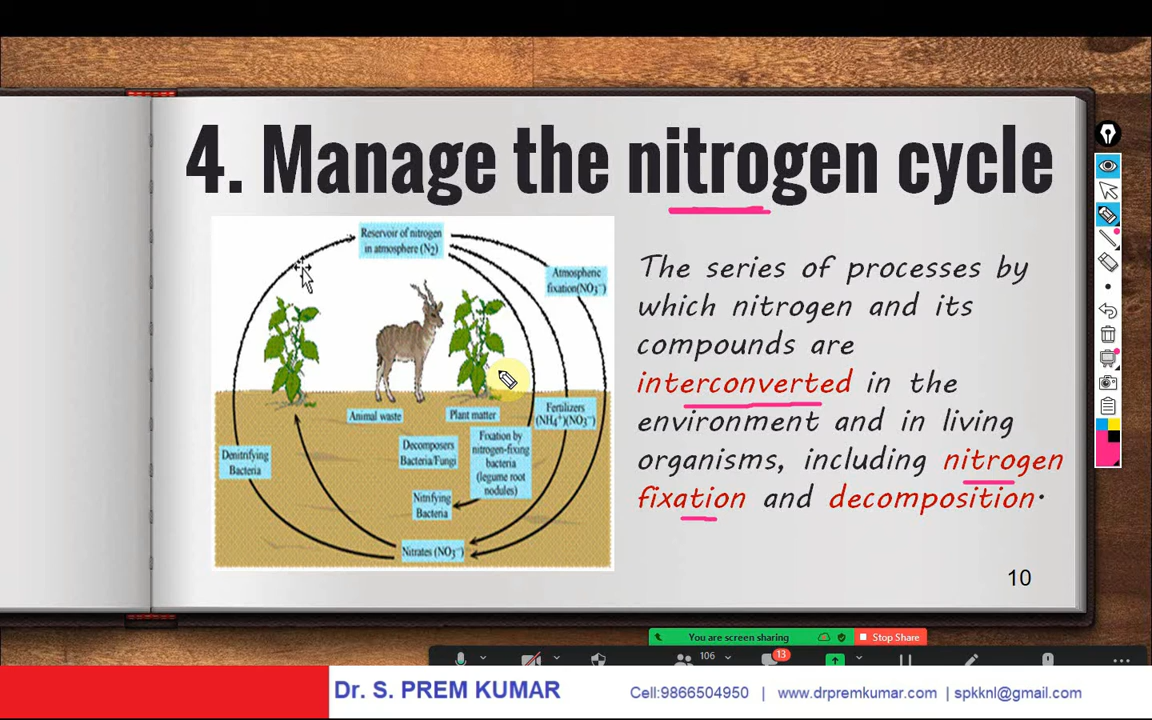 4. Manage the nitrogen cycle
Reservoir of nitrogen
in atmosphere (N2)
Atmospheric
fixation(NO3⁻)
The series of processes by
which nitrogen and its
compounds are
interconverted in the
environment and in living
organisms, including nitrogen
fixation and decomposition.
Animal waste
Plant matter
Fertilizers
(NH4⁺)(NO3⁻)
Decomposers
Bacteria/Fungi
Fixation by
nitrogen-fixing
bacteria
(legume root
nodules)
Denitrifying
Bacteria
Nitrifying
Bacteria
Nitrates (NO3⁻)
10
You are screen sharing
Stop Share
106
13
Dr. S. PREM KUMAR
Cell:9866504950 | www.drpremkumar.com | spkknl@gmail.com